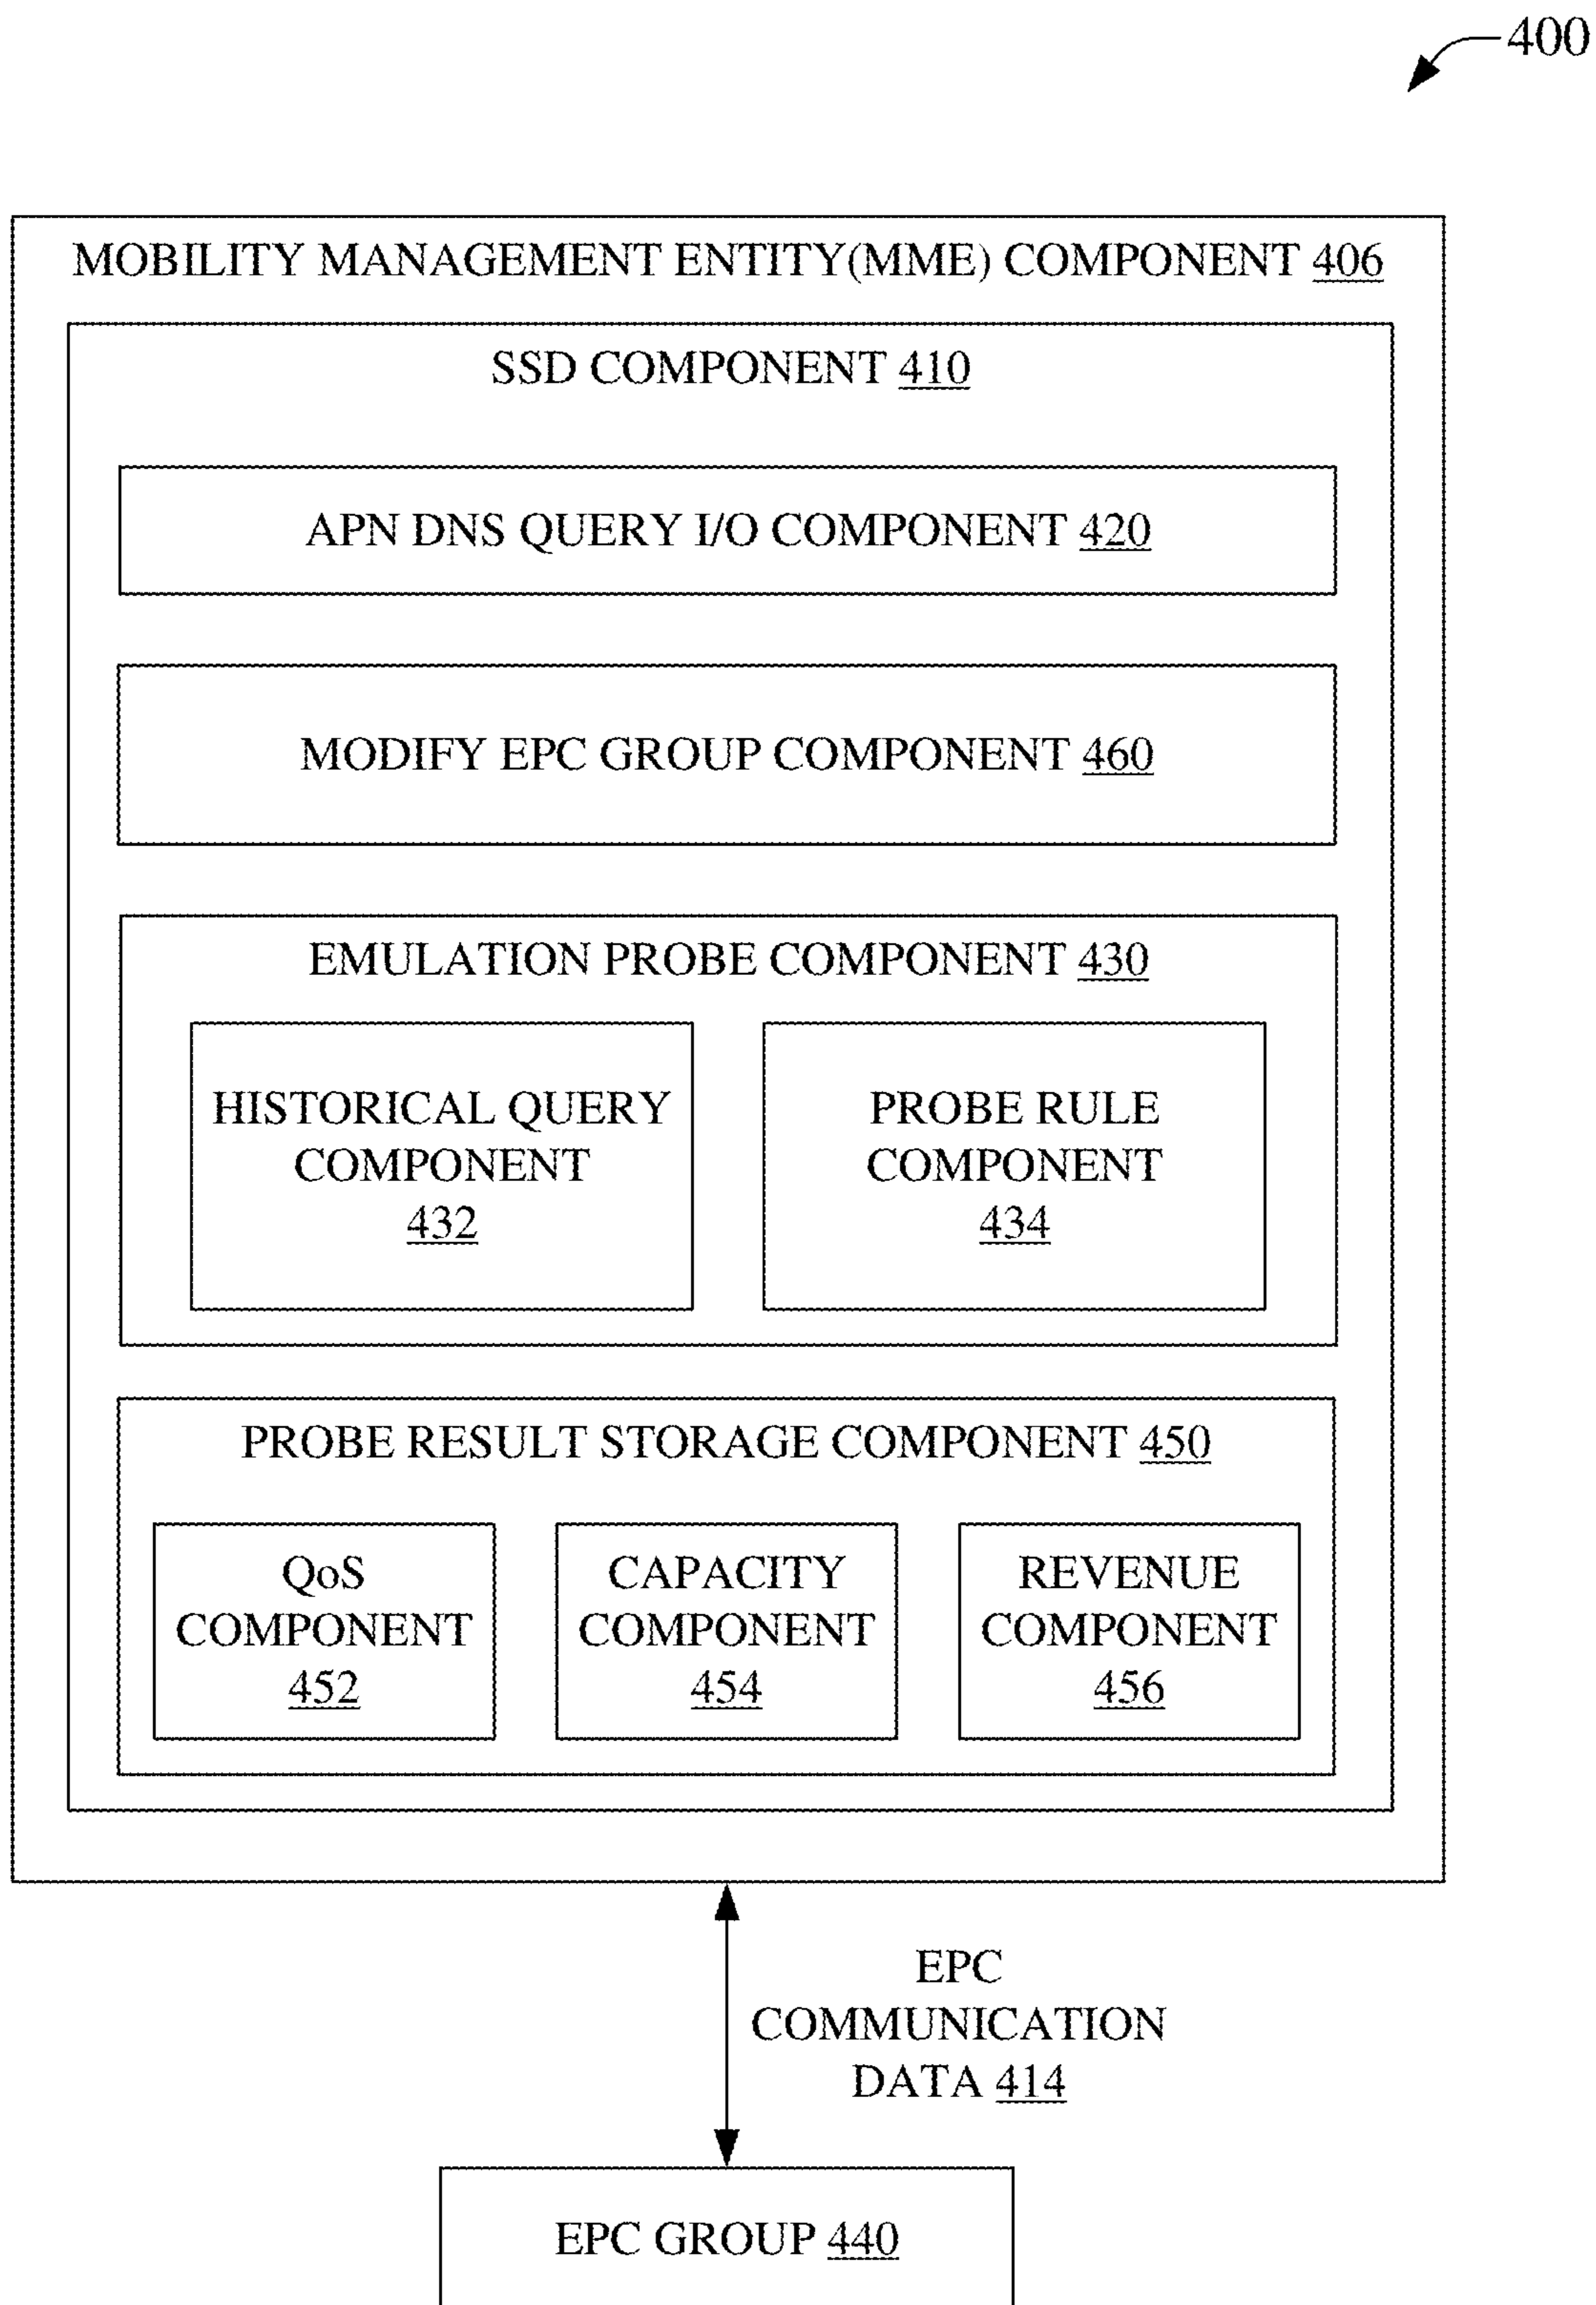 400
MOBILITY MANAGEMENT ENTITY(MME) COMPONENT 406
SSD COMPONENT 410
APN DNS QUERY I/O COMPONENT 420
MODIFY EPC GROUP COMPONENT 460
EMULATION PROBE COMPONENT 430
HISTORICAL QUERY
COMPONENT
432
PROBE RULE
COMPONENT
434
PROBE RESULT STORAGE COMPONENT 450
QoS
COMPONENT
452
CAPACITY
COMPONENT
454
REVENUE
COMPONENT
456
EPC
COMMUNICATION
DATA 414
EPC GROUP 440